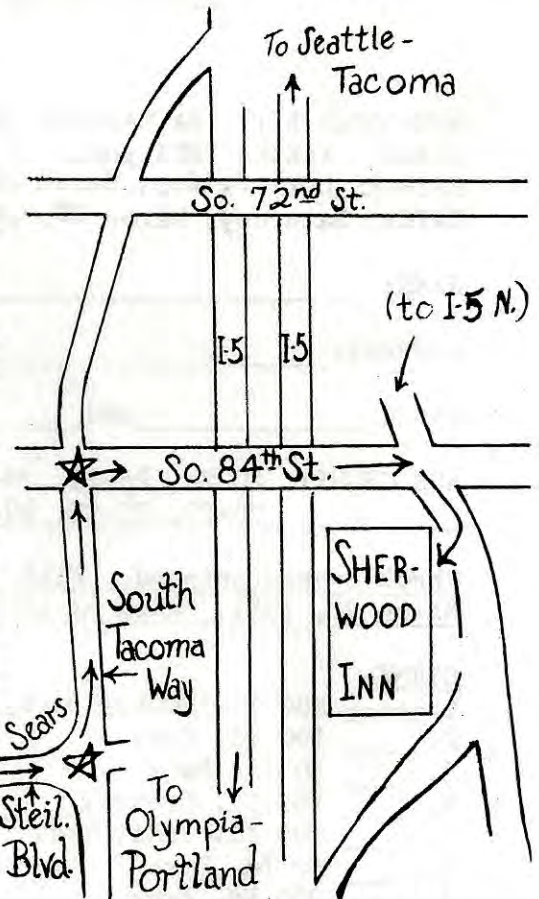 To Seattle-
Tacoma
So. 72nd St.
(to I-5 N.)
I-5
I-5
So. 84th St.
SHER-
WOOD
INN
South
Tacoma
Way
Sears
Steil.
Blvd.
To
Olympia-
Portland